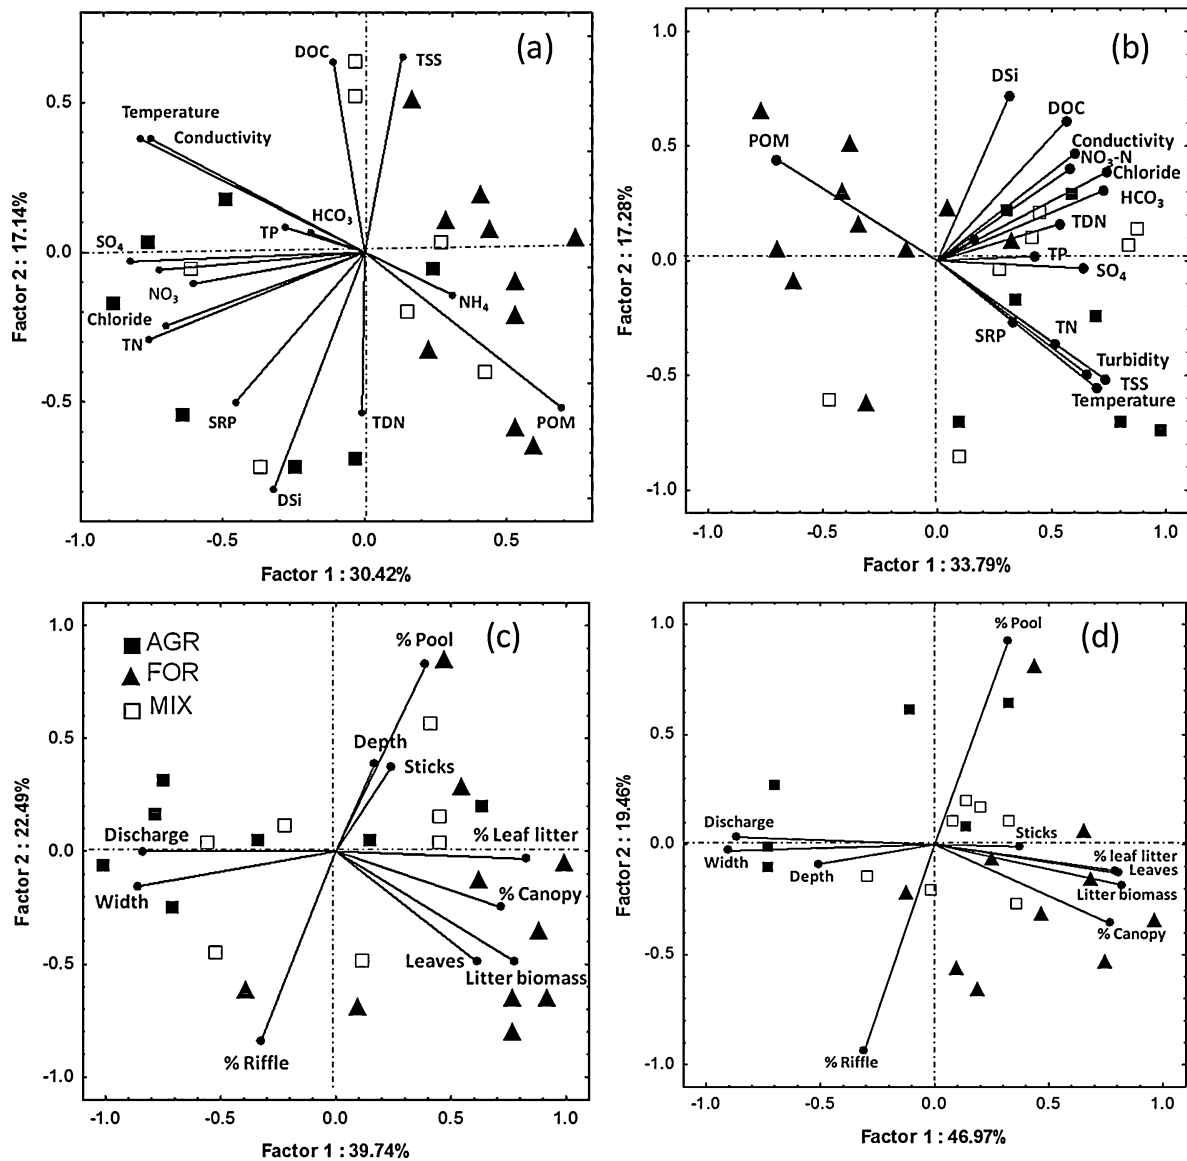 (a)
DOC
TSS
0.5
Temperature
Conductivity
HCO₃
TP
SO₄
0.0
NO₃
NH₄
Chloride
TN
-0.5
SRP
TDN
POM
DSi
-1.0 -0.5 0.0 0.5
Factor 1 : 30.42%
Factor 2 : 17.14%
(b)
1.0
DSi
DOC
0.5
POM
Conductivity
NO₃-N
Chloride
HCO₃
TDN
TP
0.0
SO₄
SRP
TN
Turbidity
-0.5
TSS
Temperature
-1.0
-1.0 -0.5 0.0 0.5 1.0
Factor 1 : 33.79%
Factor 2 : 17.28%
(c)
1.0
AGR
FOR
MIX
% Pool
0.5
Depth
Sticks
Discharge
% Leaf litter
0.0
Width
% Canopy
-0.5
Leaves
Litter biomass
% Riffle
-1.0
-1.0 -0.5 0.0 0.5 1.0
Factor 1 : 39.74%
Factor 2 : 22.49%
(d)
1.0
% Pool
0.5
Discharge
Sticks
0.0
Width
Depth
% leaf litter
Leaves
Litter biomass
% Canopy
-0.5
% Riffle
-1.0
-1.0 -0.5 0.0 0.5 1.0
Factor 1 : 46.97%
Factor 2 : 19.46%